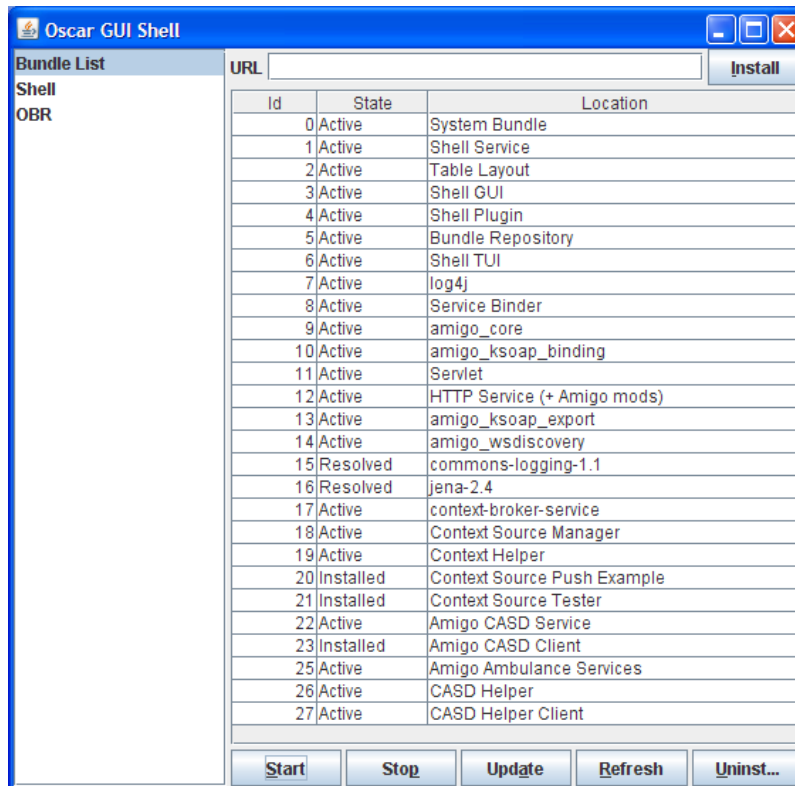 Oscar GUI Shell
Bundle List
Shell
OBR
URL Install
Id State Location
0 Active System Bundle
1 Active Shell Service
2 Active Table Layout
3 Active Shell GUI
4 Active Shell Plugin
5 Active Bundle Repository
6 Active Shell TUI
7 Active log4j
8 Active Service Binder
9 Active amigo_core
10 Active amigo_ksoap_binding
11 Active Servlet
12 Active HTTP Service (+ Amigo mods)
13 Active amigo_ksoap_export
14 Active amigo_wsdiscovery
15 Resolved commons-logging-1.1
16 Resolved jena-2.4
17 Active context-broker-service
18 Active Context Source Manager
19 Active Context Helper
20 Installed Context Source Push Example
21 Installed Context Source Tester
22 Active Amigo CASD Service
23 Installed Amigo CASD Client
25 Active Amigo Ambulance Services
26 Active CASD Helper
27 Active CASD Helper Client
Start Stop Update Refresh Uninst...